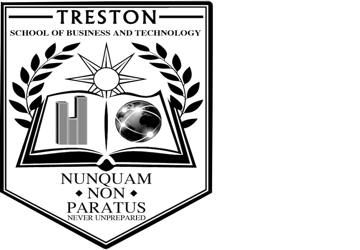 TRESTON
SCHOOL OF BUSINESS AND TECHNOLOGY
NUNQUAM
NON
PARATUS
NEVER UNPREPARED